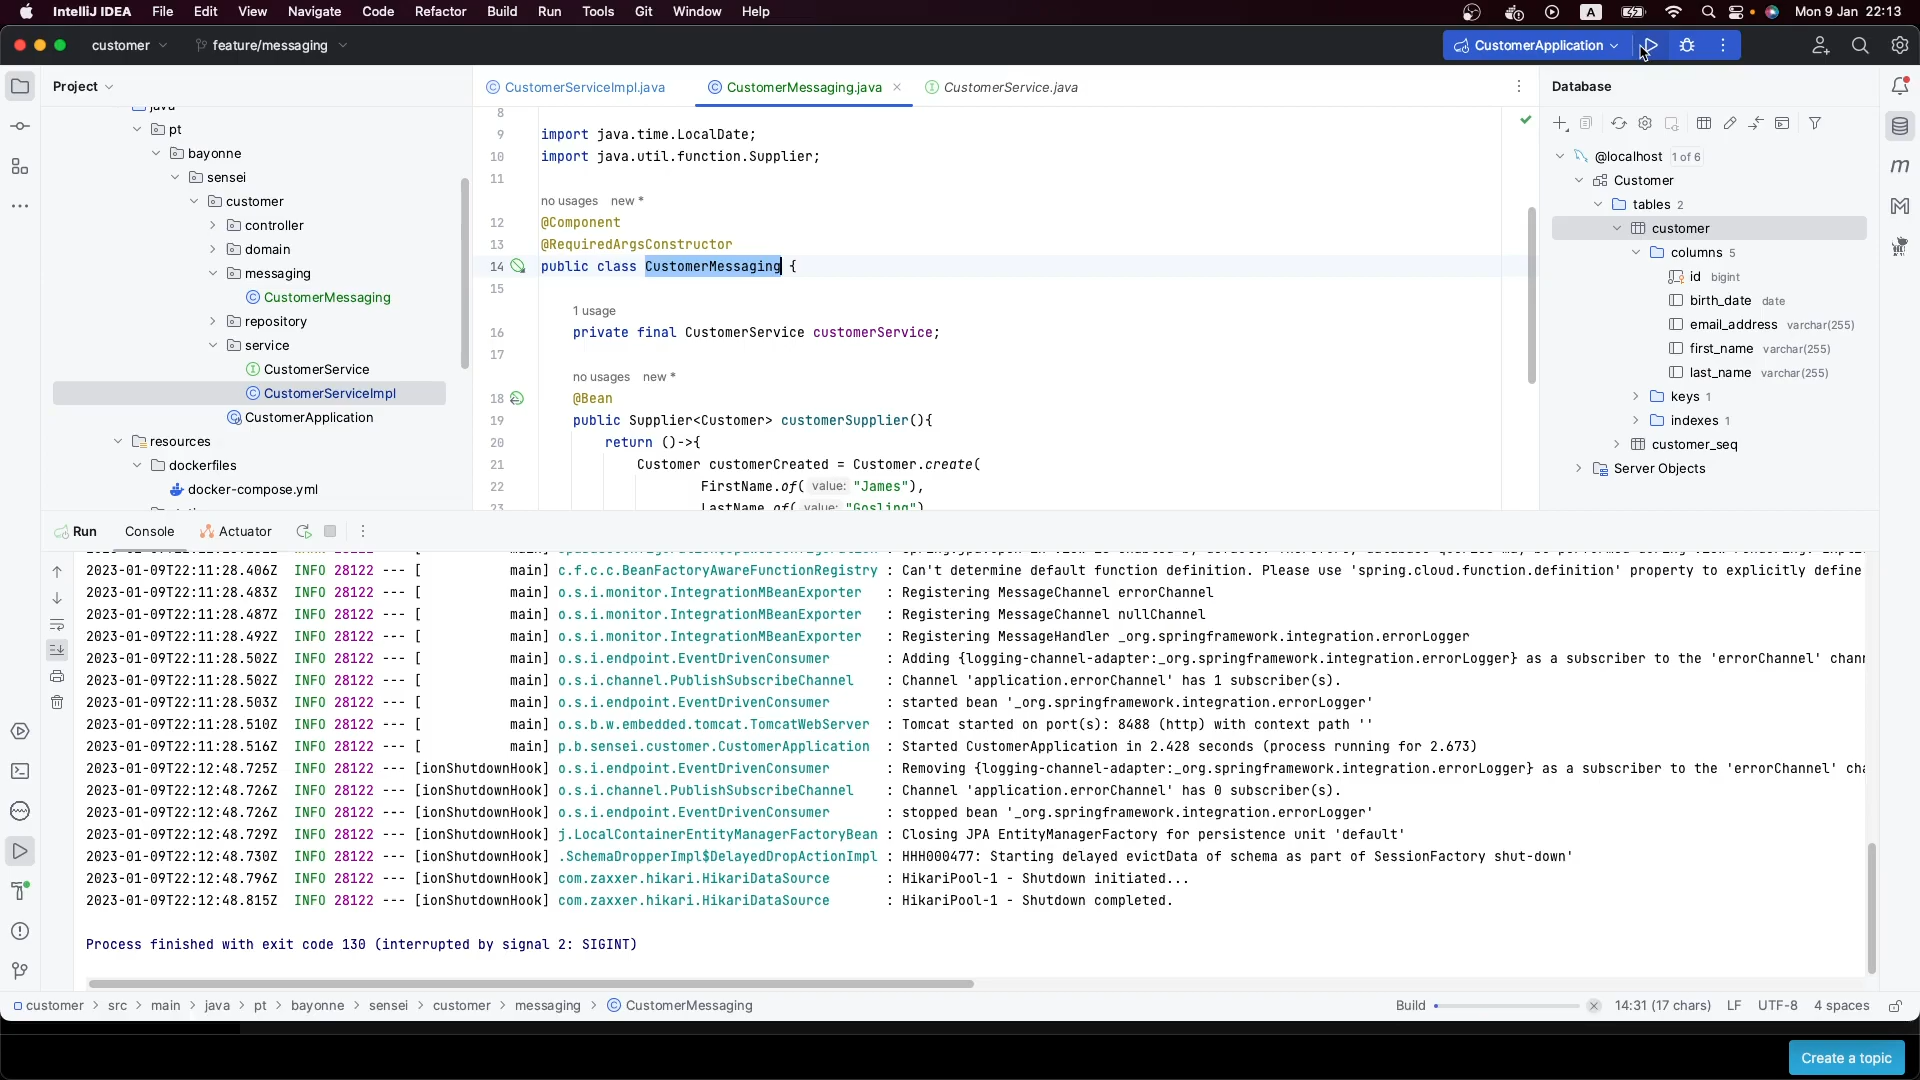 IntelliJ IDEA File Edit View Navigate Code Refactor Build Run Tools Git Window Help A Mon 9 Jan 22:13
customer feature/messaging CustomerApplication
Project
java
pt
bayonne
sensei
customer
controller
domain
messaging
CustomerMessaging
repository
service
CustomerService
CustomerServiceImpl
CustomerApplication
resources
dockerfiles
docker-compose.yml
CustomerServiceImpl.java CustomerMessaging.java CustomerService.java
8
9 import java.time.LocalDate;
10 import java.util.function.Supplier;
11
no usages new *
12 @Component
13 @RequiredArgsConstructor
14 public class CustomerMessaging {
15
1 usage
16 private final CustomerService customerService;
17
no usages new *
18 @Bean
19 public Supplier<Customer> customerSupplier(){
20 return ()->{
21 Customer customerCreated = Customer.create(
22 FirstName.of( value: "James"),
23 LastName.of( value: "Gosling")
Database
@localhost 1 of 6
Customer
tables 2
customer
columns 5
id bigint
birth_date date
email_address varchar(255)
first_name varchar(255)
last_name varchar(255)
keys 1
indexes 1
customer_seq
Server Objects
m
Run Console Actuator
2023-01-09T22:11:28.406Z INFO 28122 --- [ main] c.f.c.c.BeanFactoryAwareFunctionRegistry : Can't determine default function definition. Please use 'spring.cloud.function.definition' property to explicitly define
2023-01-09T22:11:28.483Z INFO 28122 --- [ main] o.s.i.monitor.IntegrationMBeanExporter : Registering MessageChannel errorChannel
2023-01-09T22:11:28.487Z INFO 28122 --- [ main] o.s.i.monitor.IntegrationMBeanExporter : Registering MessageChannel nullChannel
2023-01-09T22:11:28.492Z INFO 28122 --- [ main] o.s.i.monitor.IntegrationMBeanExporter : Registering MessageHandler _org.springframework.integration.errorLogger
2023-01-09T22:11:28.502Z INFO 28122 --- [ main] o.s.i.endpoint.EventDrivenConsumer : Adding {logging-channel-adapter:_org.springframework.integration.errorLogger} as a subscriber to the 'errorChannel' chan
2023-01-09T22:11:28.502Z INFO 28122 --- [ main] o.s.i.channel.PublishSubscribeChannel : Channel 'application.errorChannel' has 1 subscriber(s).
2023-01-09T22:11:28.503Z INFO 28122 --- [ main] o.s.i.endpoint.EventDrivenConsumer : started bean '_org.springframework.integration.errorLogger'
2023-01-09T22:11:28.510Z INFO 28122 --- [ main] o.s.b.w.embedded.tomcat.TomcatWebServer : Tomcat started on port(s): 8488 (http) with context path ''
2023-01-09T22:11:28.516Z INFO 28122 --- [ main] p.b.sensei.customer.CustomerApplication : Started CustomerApplication in 2.428 seconds (process running for 2.673)
2023-01-09T22:12:48.725Z INFO 28122 --- [ionShutdownHook] o.s.i.endpoint.EventDrivenConsumer : Removing {logging-channel-adapter:_org.springframework.integration.errorLogger} as a subscriber to the 'errorChannel' cha
2023-01-09T22:12:48.726Z INFO 28122 --- [ionShutdownHook] o.s.i.channel.PublishSubscribeChannel : Channel 'application.errorChannel' has 0 subscriber(s).
2023-01-09T22:12:48.726Z INFO 28122 --- [ionShutdownHook] o.s.i.endpoint.EventDrivenConsumer : stopped bean '_org.springframework.integration.errorLogger'
2023-01-09T22:12:48.729Z INFO 28122 --- [ionShutdownHook] j.LocalContainerEntityManagerFactoryBean : Closing JPA EntityManagerFactory for persistence unit 'default'
2023-01-09T22:12:48.730Z INFO 28122 --- [ionShutdownHook] .SchemaDropperImpl$DelayedDropActionImpl : HHH000477: Starting delayed evictData of schema as part of SessionFactory shut-down'
2023-01-09T22:12:48.796Z INFO 28122 --- [ionShutdownHook] com.zaxxer.hikari.HikariDataSource : HikariPool-1 - Shutdown initiated...
2023-01-09T22:12:48.815Z INFO 28122 --- [ionShutdownHook] com.zaxxer.hikari.HikariDataSource : HikariPool-1 - Shutdown completed.
Process finished with exit code 130 (interrupted by signal 2: SIGINT)
customer > src > main > java > pt > bayonne > sensei > customer > messaging > CustomerMessaging Build 14:31 (17 chars) LF UTF-8 4 spaces
Create a topic